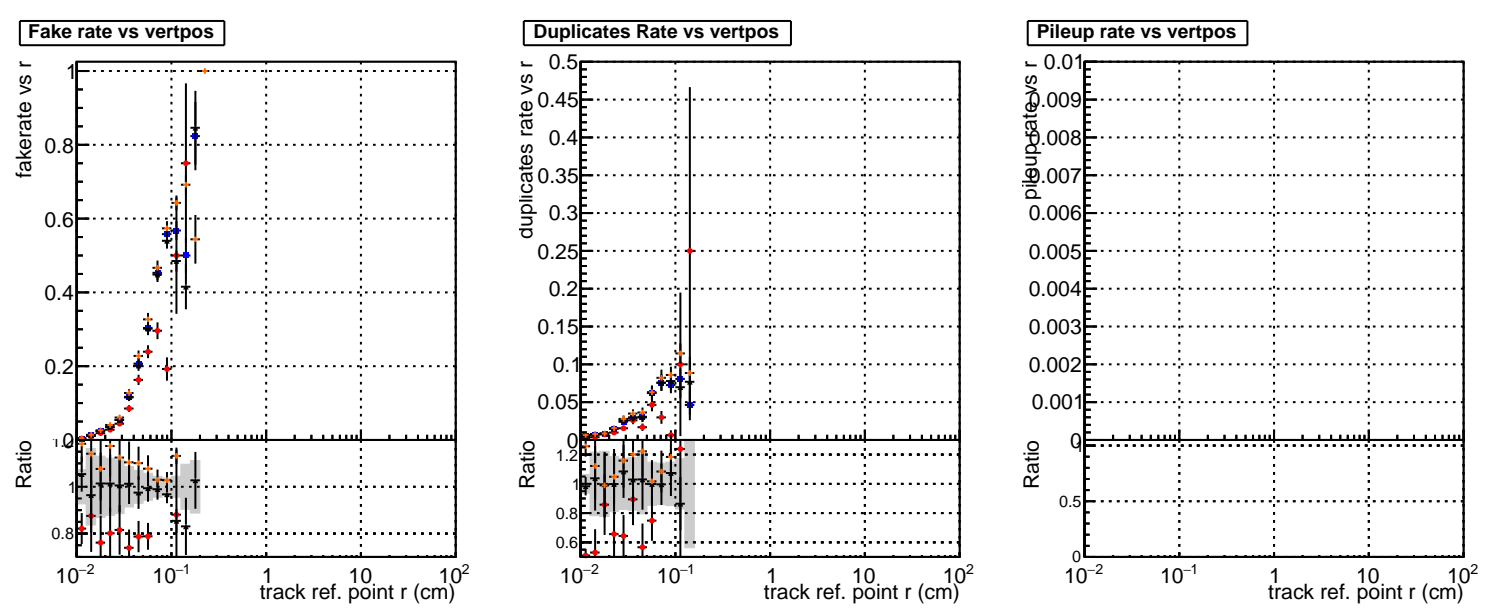 Fake rate vs vertpos
fakerate vs r
1
0.8
0.6
0.4
0.2
0
Ratio
1
0.8
10−2 10−1 1 10 102
track ref. point r (cm)
Duplicates Rate vs vertpos
duplicates rate vs r
0.5
0.45
0.4
0.35
0.3
0.25
0.2
0.15
0.1
0.05
0
Ratio
1.2
1
0.8
0.6
10−2 10−1 1 10 102
track ref. point r (cm)
Pileup rate vs vertpos
pileup rate vs r
0.01
0.009
0.008
0.007
0.006
0.005
0.004
0.003
0.002
0.001
0
Ratio
1
0.5
0
10−2 10−1 1 10 102
track ref. point r (cm)